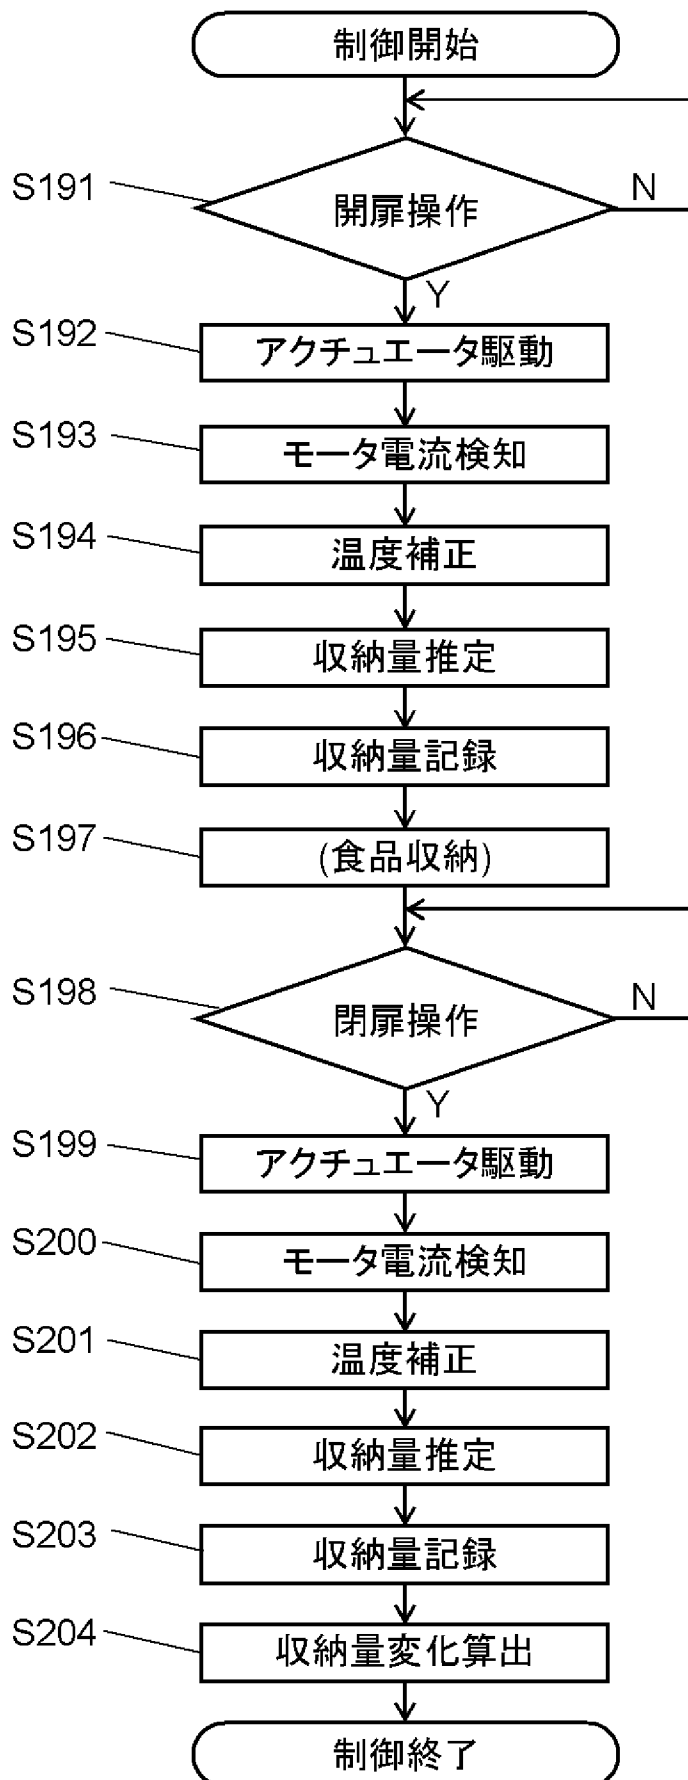 制御開始
S191
開扉操作
N
Y
S192
アクチュエータ駆動
S193
モータ電流検知
S194
温度補正
S195
収納量推定
S196
収納量記録
S197
(食品収納)
S198
閉扉操作
N
Y
S199
アクチュエータ駆動
S200
モータ電流検知
S201
温度補正
S202
収納量推定
S203
収納量記録
S204
収納量変化算出
制御終了